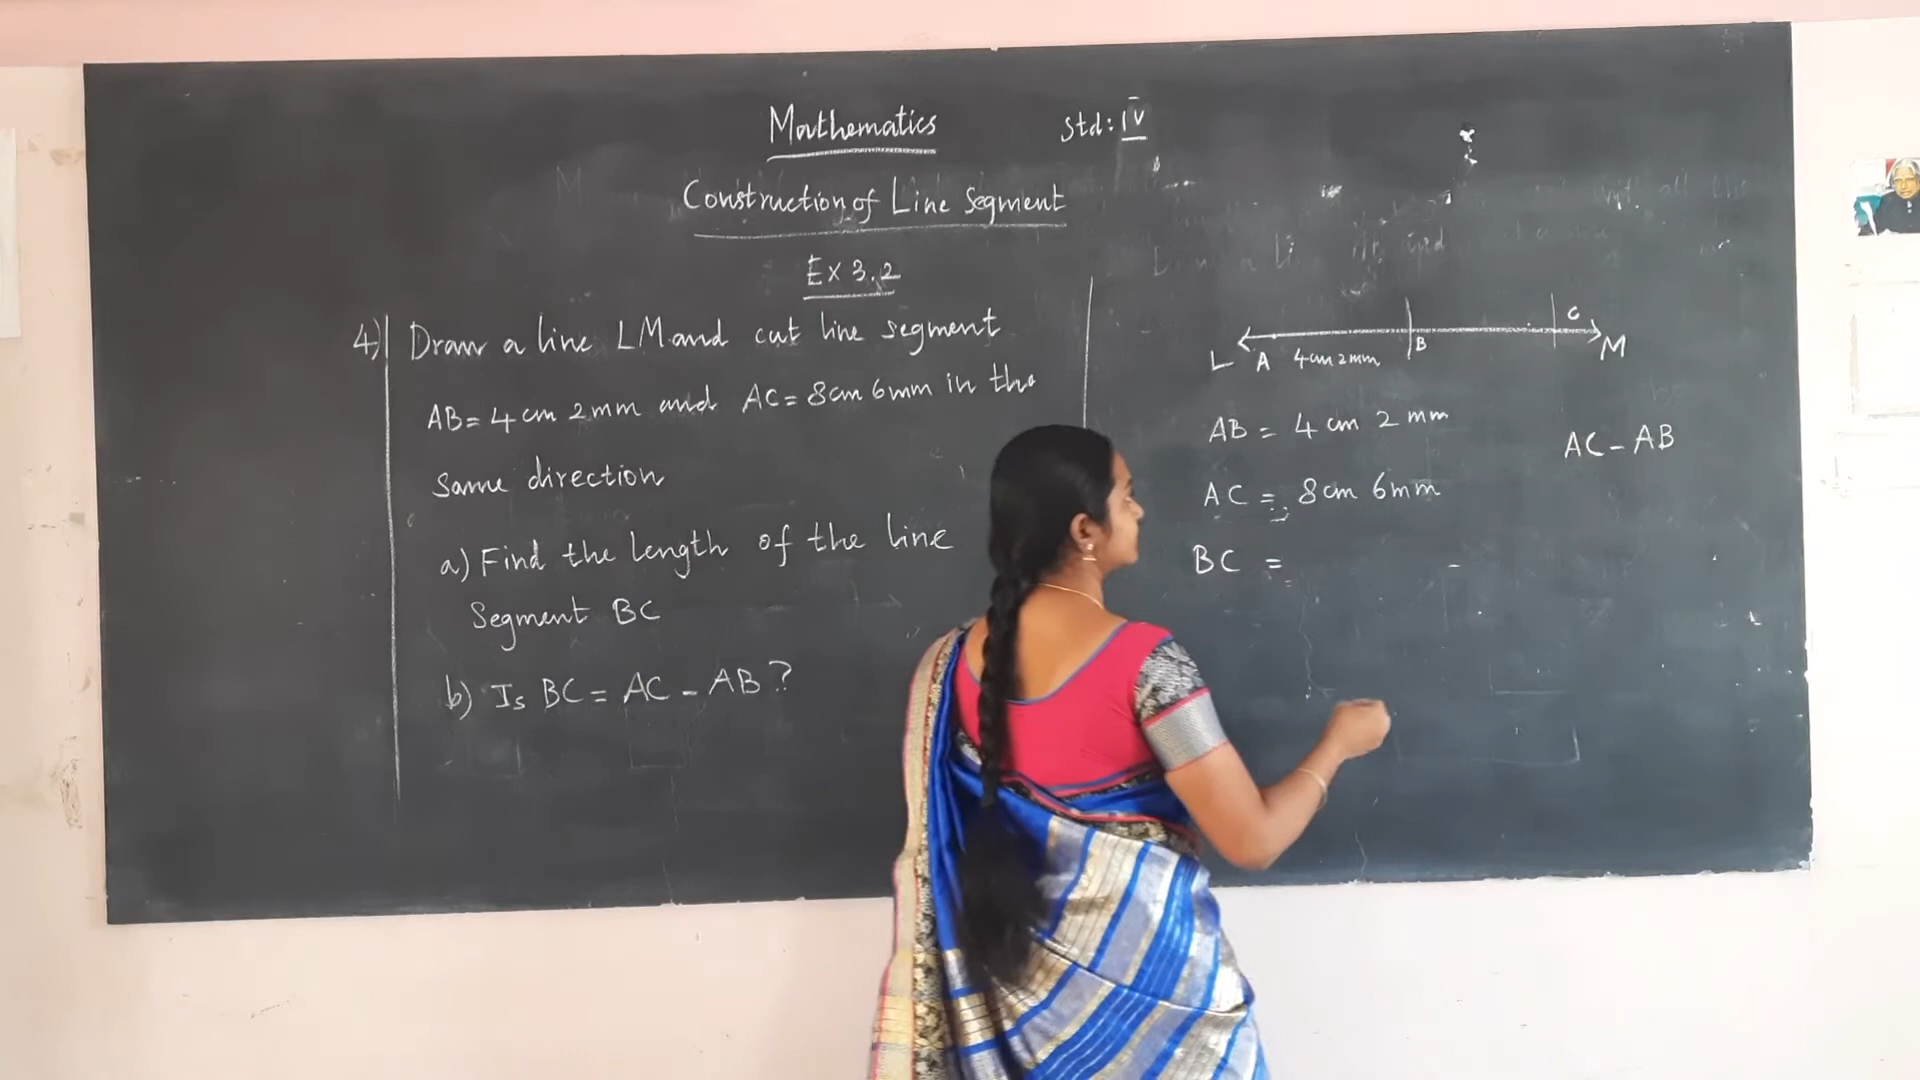 Mathematics Std: IV
Construction of Line Segment
Ex 3.2
4) Draw a line LM and cut line segment
AB = 4 cm 2 mm and AC = 8 cm 6 mm in the
same direction
a) Find the length of the line
Segment BC
b) Is BC = AC - AB ?
L A 4 cm 2 mm B C M
AB = 4 cm 2 mm
AC - AB
AC = 8 cm 6 mm
BC =